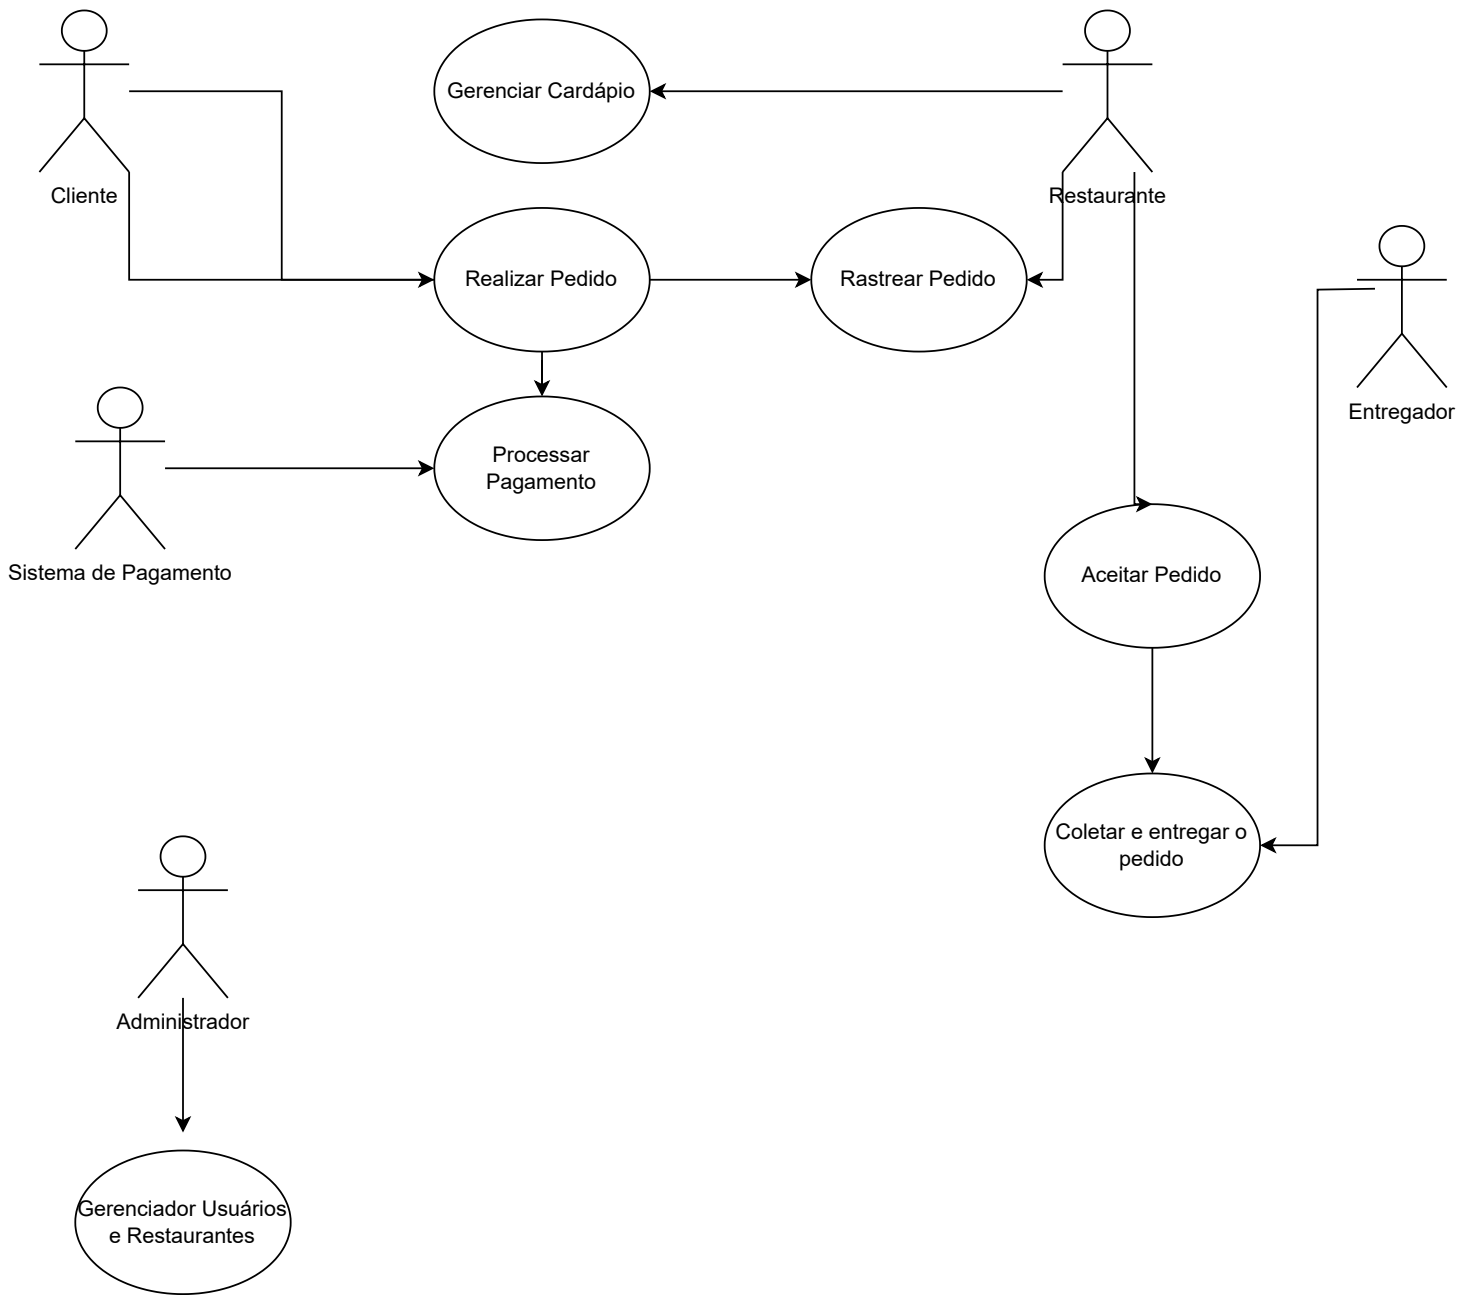 Gerenciar Cardápio
Cliente
Restaurante
Realizar Pedido
Rastrear Pedido
Entregador
Processar
Pagamento
Sistema de Pagamento
Aceitar Pedido
Coletar e entregar o
pedido
Administrador
Gerenciador Usuários
e Restaurantes